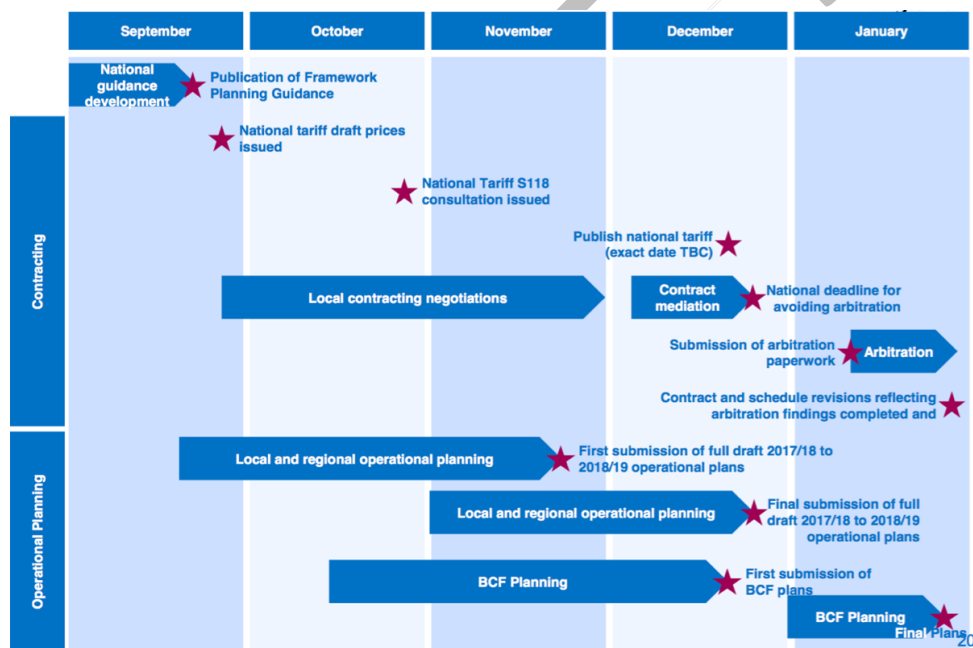 September
October
November
December
January
National
guidance
development
Publication of Framework
Planning Guidance
Contracting
National tariff draft prices
issued
National Tariff S118
consultation issued
Publish national tariff
(exact date TBC)
Local contracting negotiations
Contract
mediation
National deadline for
avoiding arbitration
Submission of arbitration
paperwork
Arbitration
Contract and schedule revisions reflecting
arbitration findings completed and
Operational Planning
Local and regional operational planning
First submission of full draft 2017/18 to
2018/19 operational plans
Local and regional operational planning
Final submission of full
draft 2017/18 to 2018/19
operational plans
BCF Planning
First submission of
BCF plans
BCF Planning
Final Plans
20